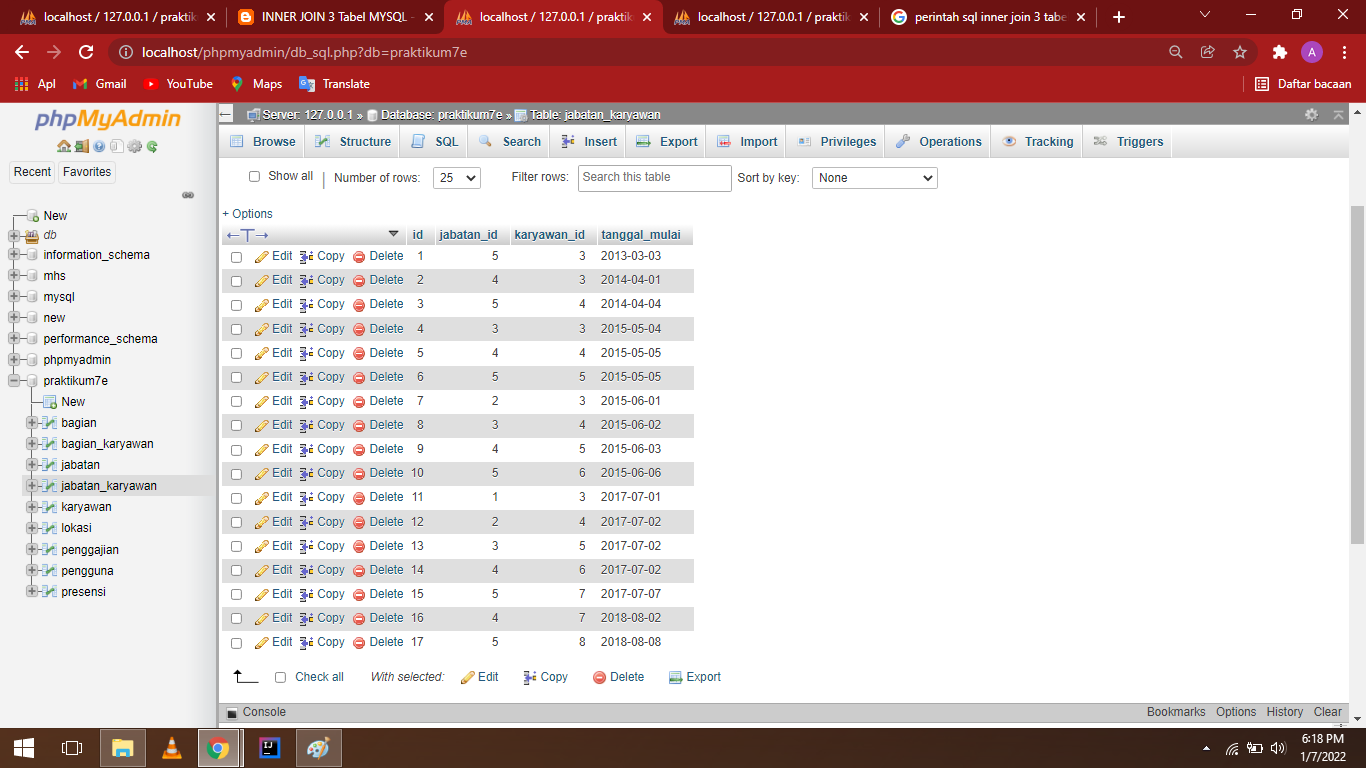 localhost / 127.0.0.1 / praktik
INNER JOIN 3 Tabel MYSQL -
localhost / 127.0.0.1 / praktik
localhost / 127.0.0.1 / praktik
perintah sql inner join 3 tabe
localhost/phpmyadmin/db_sql.php?db=praktikum7e
A
Apl Gmail YouTube Maps Translate Daftar bacaan
phpMyAdmin
Recent Favorites
New
db
information_schema
mhs
mysql
new
performance_schema
phpmyadmin
praktikum7e
New
bagian
bagian_karyawan
jabatan
jabatan_karyawan
karyawan
lokasi
penggajian
pengguna
presensi
Server: 127.0.0.1 » Database: praktikum7e » Table: jabatan_karyawan
Browse Structure SQL Search Insert Export Import Privileges Operations Tracking Triggers
Show all Number of rows: 25 Filter rows: Search this table Sort by key: None
+ Options
←T→ id jabatan_id karyawan_id tanggal_mulai
Edit Copy Delete 1 5 3 2013-03-03
Edit Copy Delete 2 4 3 2014-04-01
Edit Copy Delete 3 5 4 2014-04-04
Edit Copy Delete 4 3 3 2015-05-04
Edit Copy Delete 5 4 4 2015-05-05
Edit Copy Delete 6 5 5 2015-05-05
Edit Copy Delete 7 2 3 2015-06-01
Edit Copy Delete 8 3 4 2015-06-02
Edit Copy Delete 9 4 5 2015-06-03
Edit Copy Delete 10 5 6 2015-06-06
Edit Copy Delete 11 1 3 2017-07-01
Edit Copy Delete 12 2 4 2017-07-02
Edit Copy Delete 13 3 5 2017-07-02
Edit Copy Delete 14 4 6 2017-07-02
Edit Copy Delete 15 5 7 2017-07-07
Edit Copy Delete 16 4 7 2018-08-02
Edit Copy Delete 17 5 8 2018-08-08
Check all With selected: Edit Copy Delete Export
Console Bookmarks Options History Clear
IJ
6:18 PM
1/7/2022